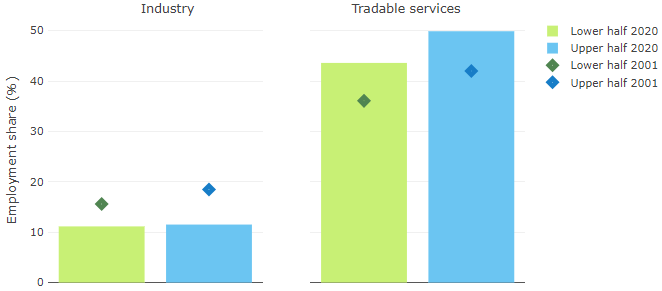 Industry
Tradable services
Employment share (%)
50
40
30
20
10
0
Lower half 2020
Upper half 2020
Lower half 2001
Upper half 2001